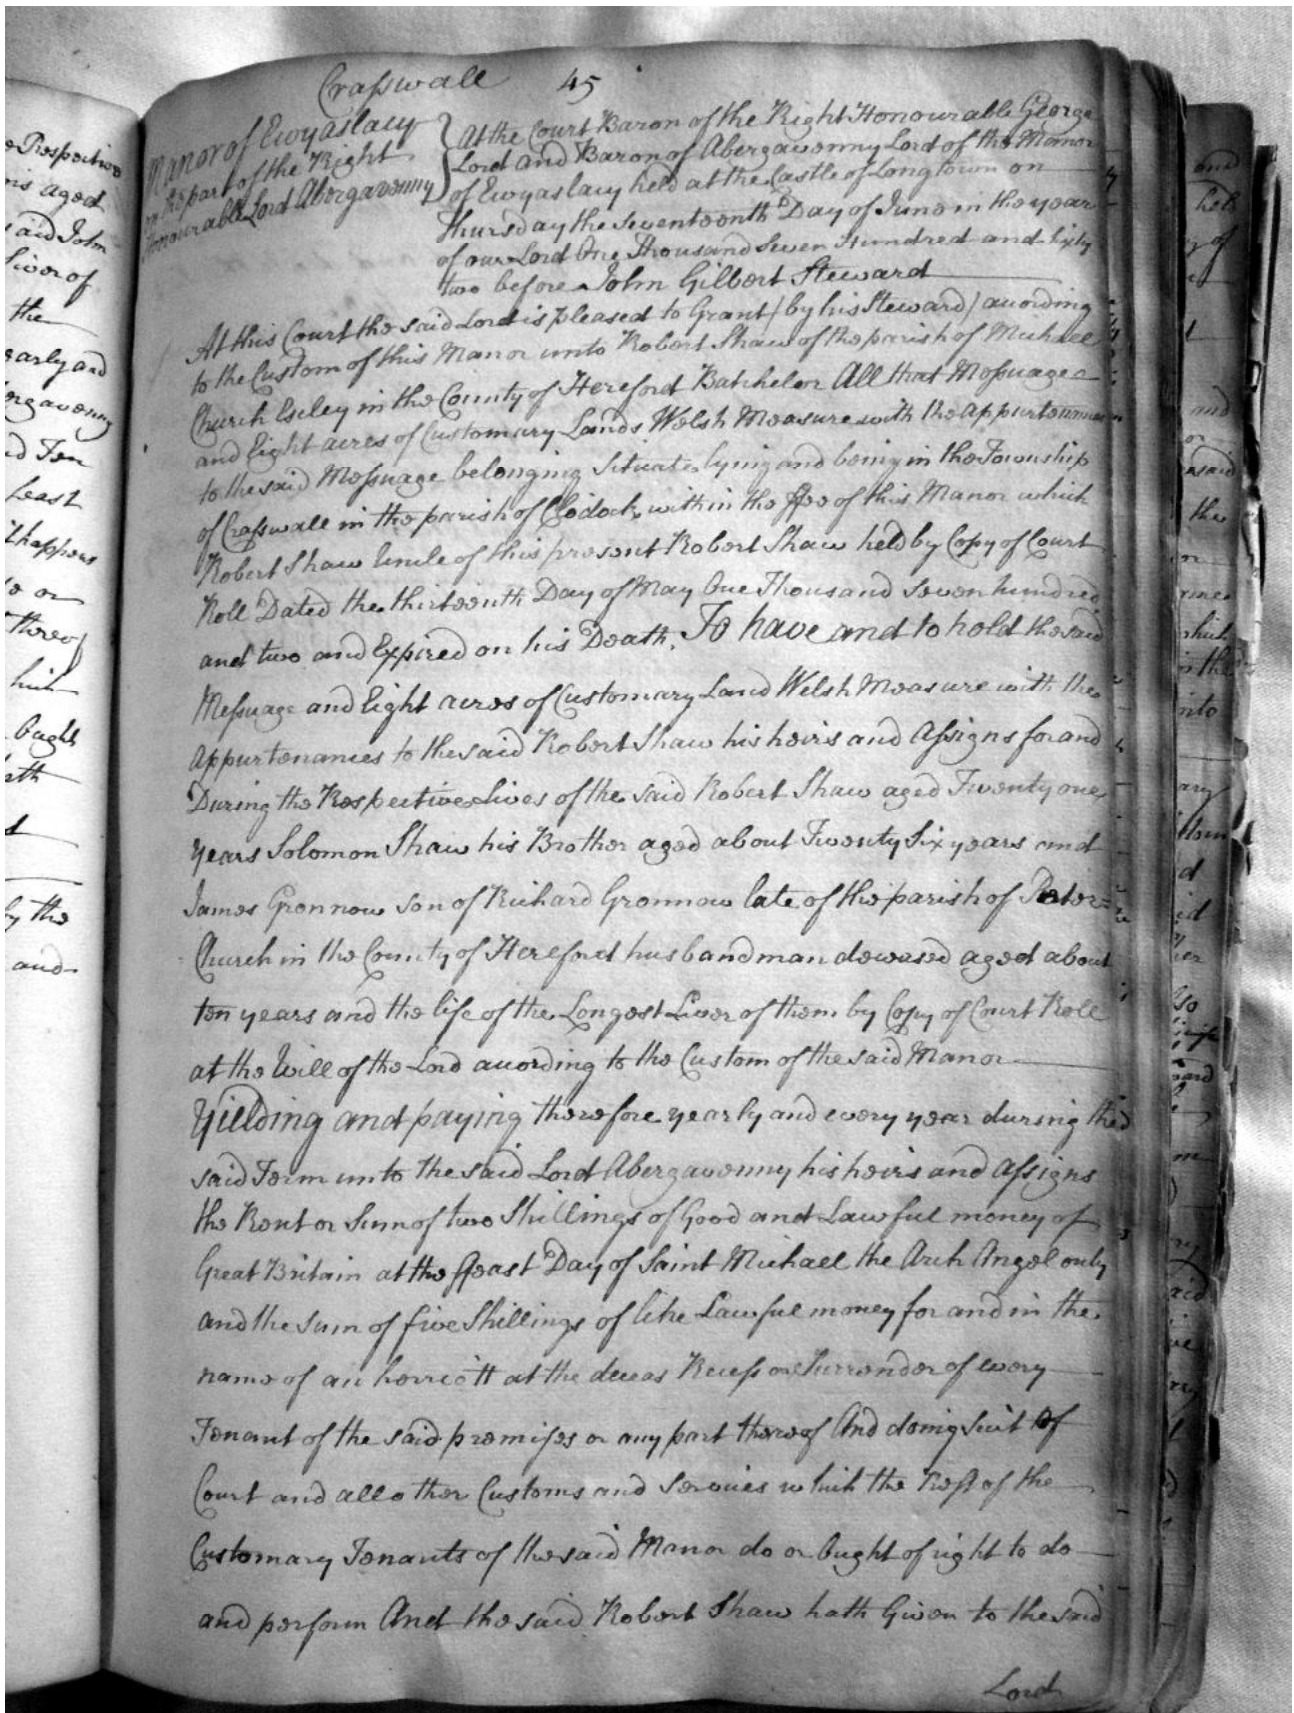 Crasswall 45
Manor of Ewyaslacy
on the part of the Right
Honourable Lord Abergavenny
At the Court Baron of the Right Honourable George
Lord and Baron of Abergavenny Lord of the Manor
of Ewyaslacy held at the Castle of Longtown on
Thursday the Seventeenth Day of June in the year
of our Lord One Thousand Seven Hundred and Sixty
two before John Gilbert Steward
At this Court the said Lord is pleased to Grant (by his Steward) according
to the Custom of this Manor unto Robert Shaw of the parish of Michael
Church Escley in the County of Hereford Batchelor All that Messuage
and Eight acres of Customary Lands Welsh Measure with the Appurtenances
to the said Messuage belonging Situate lying and being in the Township
of Crasswall in the parish of Clodock within the ffee of this Manor which
Robert Shaw Uncle of this present Robert Shaw held by Copy of Court
Roll Dated the thirteenth Day of May One Thousand Seven hundred
and two and Expired on his Death. To have and to hold the said
Messuage and Eight acres of Customary Land Welsh Measure with the
Appurtenances to the said Robert Shaw his heirs and Assigns for and
During the Respective Lives of the said Robert Shaw aged Twenty one
years Solomon Shaw his Brother aged about Twenty Six years and
James Gronnow son of Richard Gronnow late of the parish of Peter=
Church in the County of Hereford husbandman deceased aged about
ten years and the life of the Longest Liver of them by Copy of Court Roll
at the Will of the Lord according to the Custom of the said Manor
Yielding and paying therefore yearly and every year during the
said Term unto the said Lord Abergavenny his heirs and Assigns
the Rent or Sum of two Shillings of Good and Lawful money of
Great Britain at the ffeast Day of Saint Michael the Arch Angel only
and the Sum of five Shillings of like Lawful money for and in the
name of an herriott at the deceas Recess or Surrender of every
Tenant of the said premises or any part thereof And doing Suit of
Court and all other Customs and Services which the Rest of the
Customary Tenants of the said Manor do or Ought of right to do
and perform And the said Robert Shaw hath Given to the said
Lord